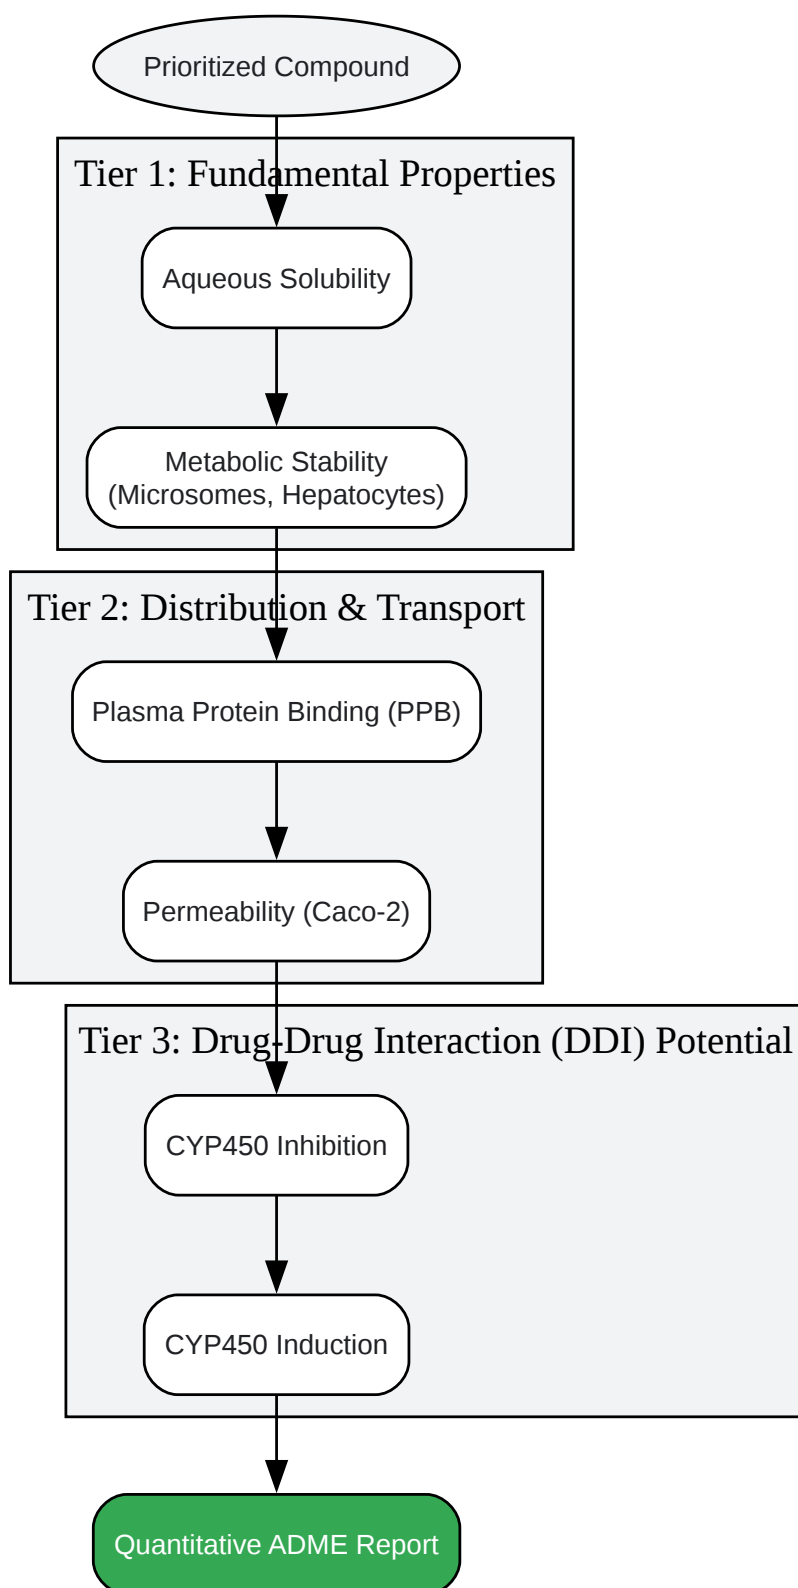 Prioritized Compound
Tier 1: Fundamental Properties
Aqueous Solubility
Metabolic Stability
(Microsomes, Hepatocytes)
Tier 2: Distribution & Transport
Plasma Protein Binding (PPB)
Permeability (Caco-2)
Tier 3: Drug-Drug Interaction (DDI) Potential
CYP450 Inhibition
CYP450 Induction
Quantitative ADME Report